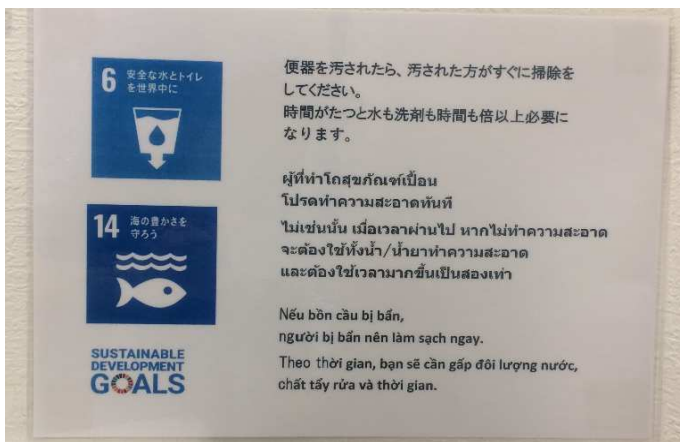 6 安全な水とトイレ
を世界中に
14 海の豊かさを
守ろう
SUSTAINABLE
DEVELOPMENT
GOALS
便器を汚されたら、汚された方がすぐに掃除を
してください。
時間がたつと水も洗剤も時間も倍以上必要に
なります。
ผู้ที่ทำโถสุขภัณฑ์เปื้อน
โปรดทำความสะอาดทันที
ไม่เช่นนั้น เมื่อเวลาผ่านไป หากไม่ทำความสะอาด
จะต้องใช้ทั้งน้ำ/น้ำยาทำความสะอาด
และต้องใช้เวลามากขึ้นเป็นสองเท่า
Nếu bồn cầu bị bẩn,
người bị bẩn nên làm sạch ngay.
Theo thời gian, bạn sẽ cần gấp đôi lượng nước,
chất tẩy rửa và thời gian.